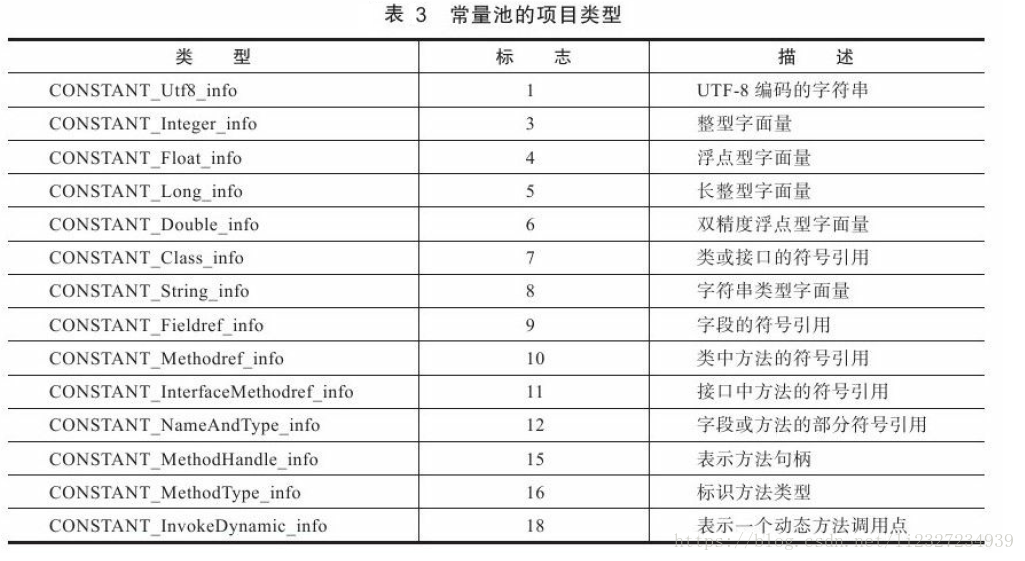 表 3 常量池的项目类型
类 型 标 志 描 述
CONSTANT_Utf8_info 1 UTF-8 编码的字符串
CONSTANT_Integer_info 3 整型字面量
CONSTANT_Float_info 4 浮点型字面量
CONSTANT_Long_info 5 长整型字面量
CONSTANT_Double_info 6 双精度浮点型字面量
CONSTANT_Class_info 7 类或接口的符号引用
CONSTANT_String_info 8 字符串类型字面量
CONSTANT_Fieldref_info 9 字段的符号引用
CONSTANT_Methodref_info 10 类中方法的符号引用
CONSTANT_InterfaceMethodref_info 11 接口中方法的符号引用
CONSTANT_NameAndType_info 12 字段或方法的部分符号引用
CONSTANT_MethodHandle_info 15 表示方法句柄
CONSTANT_MethodType_info 16 标识方法类型
CONSTANT_InvokeDynamic_info 18 表示一个动态方法调用点